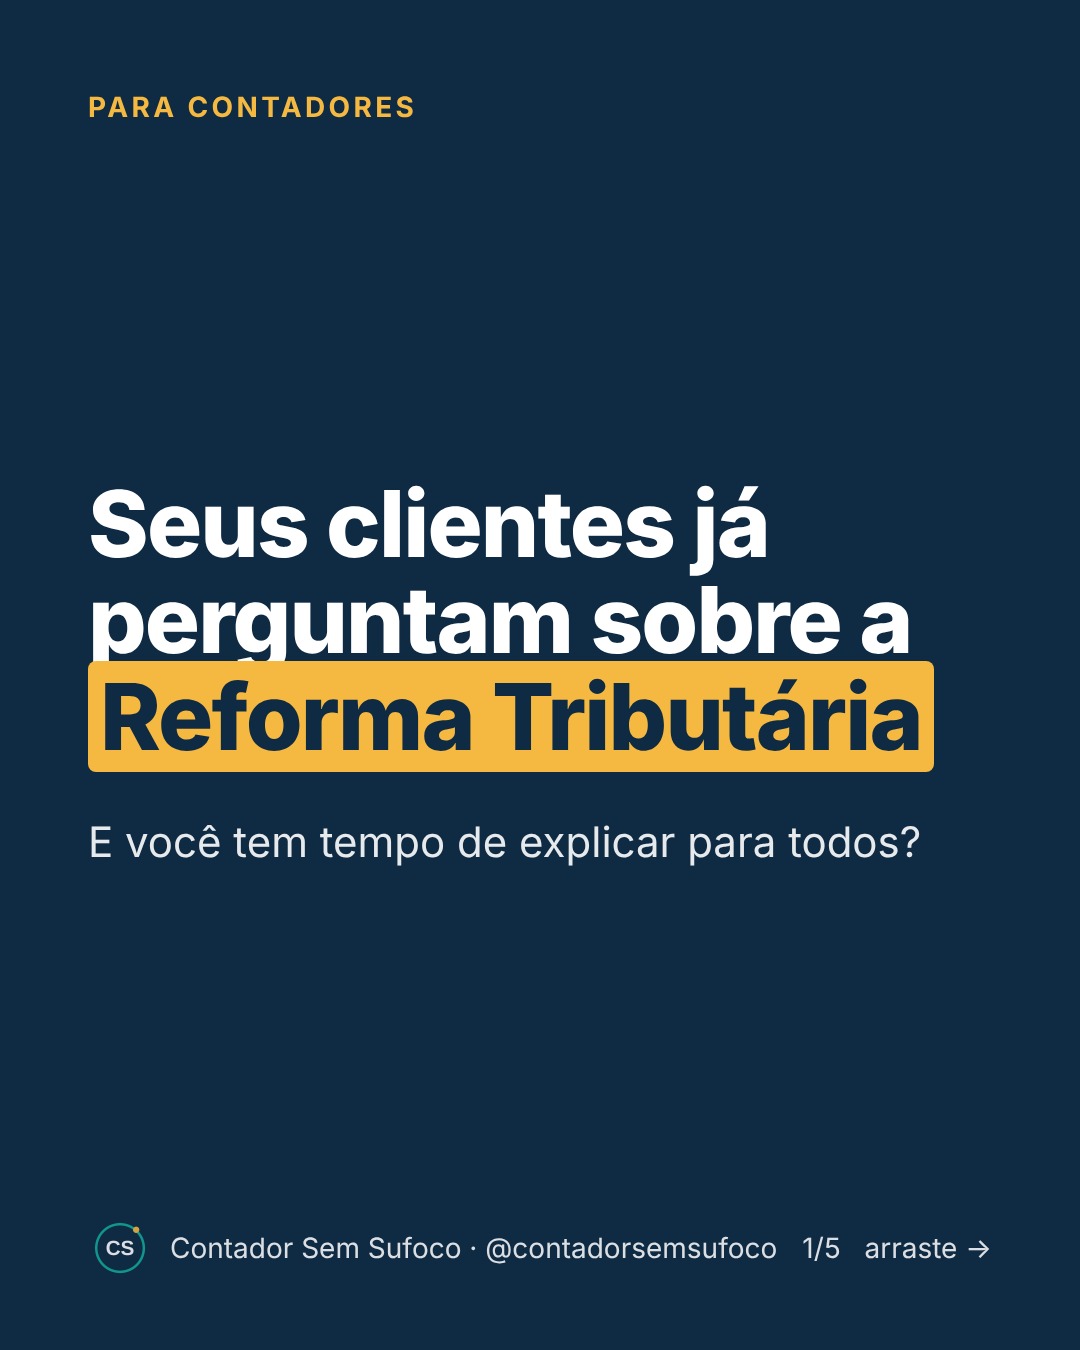 PARA CONTADORES
Seus clientes já
perguntam sobre a
Reforma Tributária
E você tem tempo de explicar para todos?
CS Contador Sem Sufoco · @contadorsemsufoco 1/5 arraste →